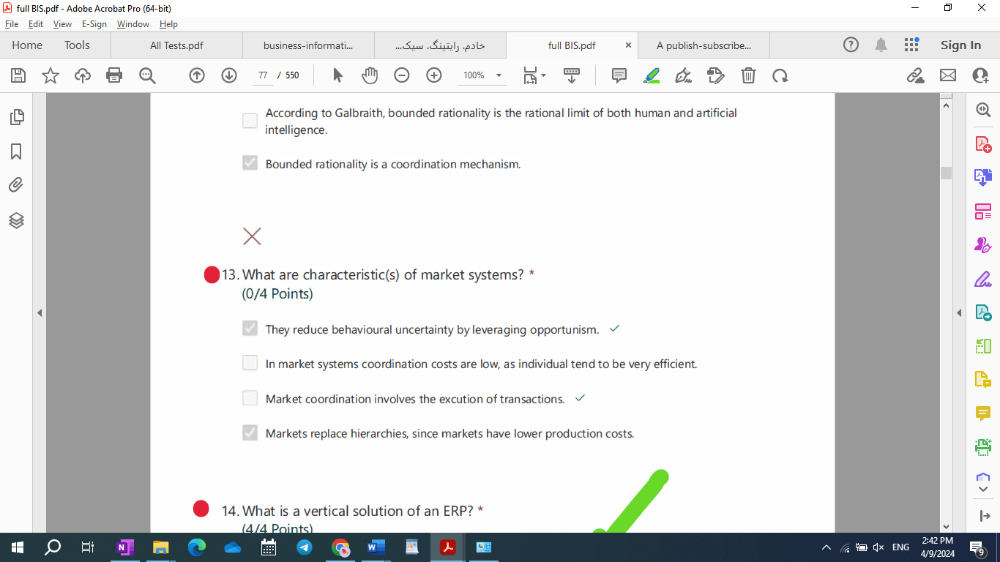 full BIS.pdf - Adobe Acrobat Pro (64-bit)
File Edit View E-Sign Window Help
Home Tools All Tests.pdf business-informati... خادم. رایتینگ. سیک... full BIS.pdf × A publish-subscribe... Sign In
77 / 550 100%
According to Galbraith, bounded rationality is the rational limit of both human and artificial
intelligence.
Bounded rationality is a coordination mechanism.
13. What are characteristic(s) of market systems? *
(0/4 Points)
They reduce behavioural uncertainty by leveraging opportunism.
In market systems coordination costs are low, as individual tend to be very efficient.
Market coordination involves the excution of transactions.
Markets replace hierarchies, since markets have lower production costs.
14. What is a vertical solution of an ERP? *
(4/4 Points)
ENG
2:42 PM
4/9/2024
9